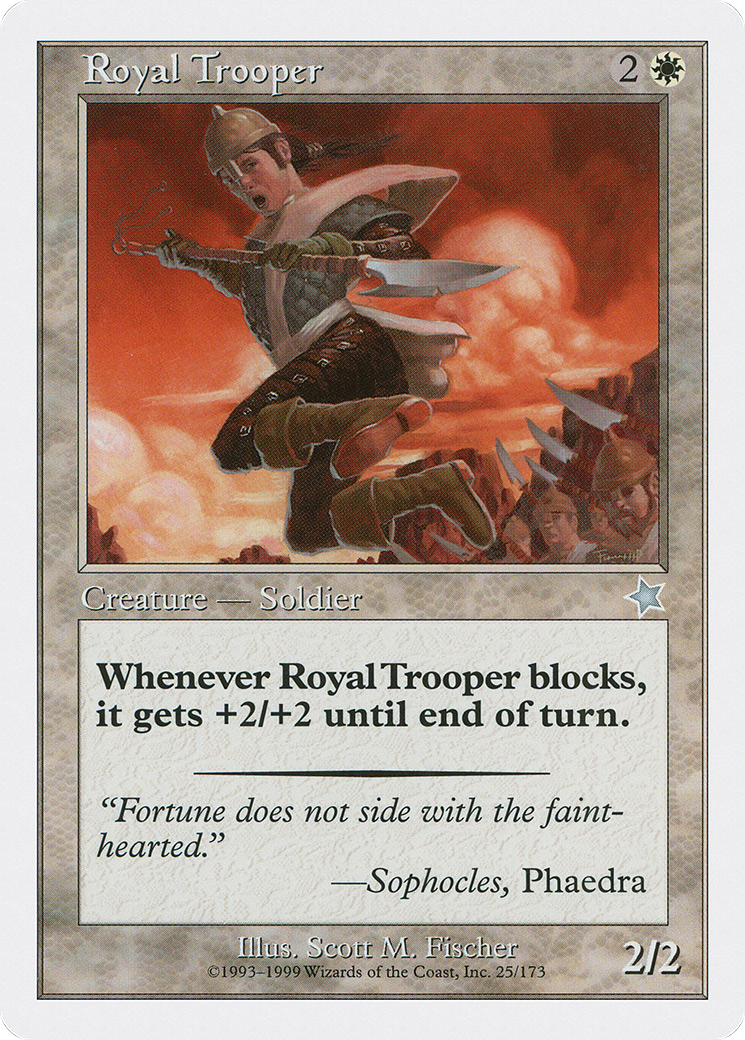 Royal Trooper 2
Creature — Soldier
Whenever Royal Trooper blocks,
it gets +2/+2 until end of turn.
“Fortune does not side with the faint-
hearted.”
—Sophocles, Phaedra
Illus. Scott M. Fischer
©1993–1999 Wizards of the Coast, Inc. 25/173
2/2